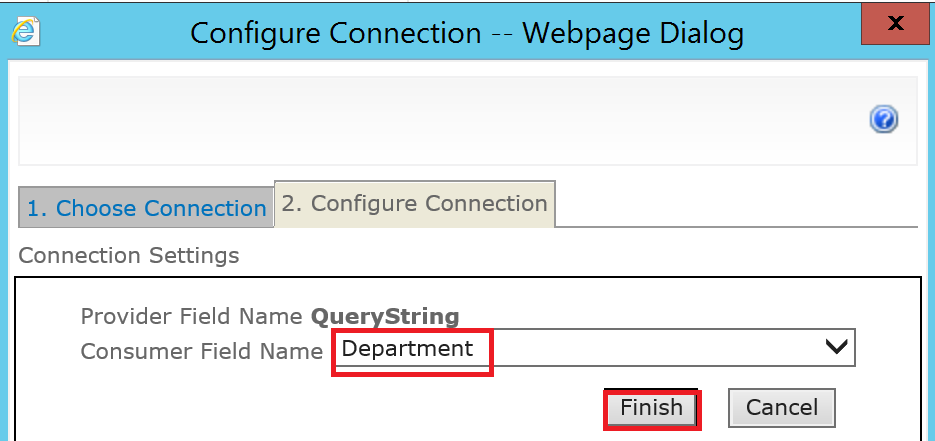 Configure Connection -- Webpage Dialog
x
?
1. Choose Connection 2. Configure Connection
Connection Settings
Provider Field Name QueryString
Consumer Field Name Department
Finish Cancel